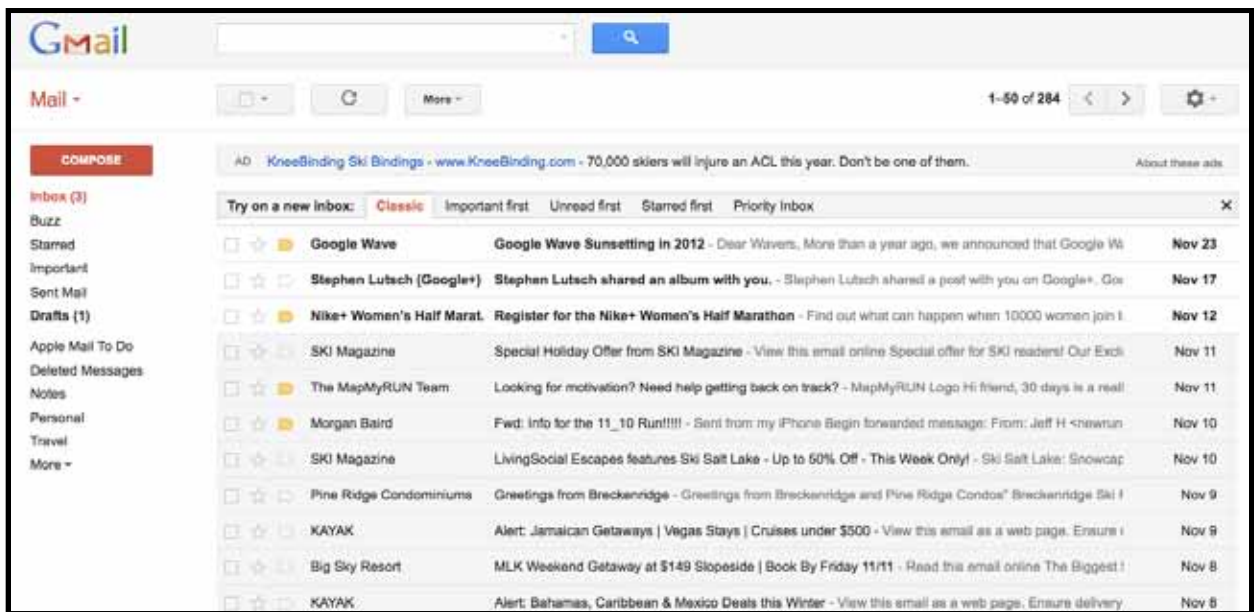 Gmail
Mail
More
1–50 of 284
COMPOSE
AD KneeBinding Ski Bindings - www.KneeBinding.com - 70,000 skiers will injure an ACL this year. Don't be one of them. About these ads
Inbox (3)
Buzz
Starred
Important
Sent Mail
Drafts (1)
Apple Mail To Do
Deleted Messages
Notes
Personal
Travel
More
Try on a new inbox: Classic Important first Unread first Starred first Priority Inbox
Google Wave Google Wave Sunsetting in 2012 - Dear Wavers, More than a year ago, we announced that Google Wa Nov 23
Stephen Lutsch (Google+) Stephen Lutsch shared an album with you. - Stephen Lutsch shared a post with you on Google+. Goo Nov 17
Nike+ Women's Half Marat. Register for the Nike+ Women's Half Marathon - Find out what can happen when 10000 women join Nov 12
SKI Magazine Special Holiday Offer from SKI Magazine - View this email online Special offer for SKI readers! Our Excl Nov 11
The MapMyRUN Team Looking for motivation? Need help getting back on track? - MapMyRUN Logo Hi friend, 30 days is a reall Nov 11
Morgan Baird Fwd: Info for the 11_10 Run!!!!! - Sent from my iPhone Begin forwarded message: From: Jeff H <newrun Nov 10
SKI Magazine LivingSocial Escapes features Ski Salt Lake - Up to 50% Off - This Week Only! - Ski Salt Lake: Snowcap Nov 10
Pine Ridge Condominiums Greetings from Breckenridge - Greetings from Breckenridge and Pine Ridge Condos" Breckenridge Ski Nov 9
KAYAK Alert: Jamaican Getaways | Vegas Stays | Cruises under $500 - View this email as a web page. Ensure Nov 9
Big Sky Resort MLK Weekend Getaway at $149 Slopeside | Book By Friday 11/11 - Read this email online The Biggest Nov 8
KAYAK Alert: Bahamas, Caribbean & Mexico Deals this Winter - View this email as a web page. Ensure delivery Nov 8